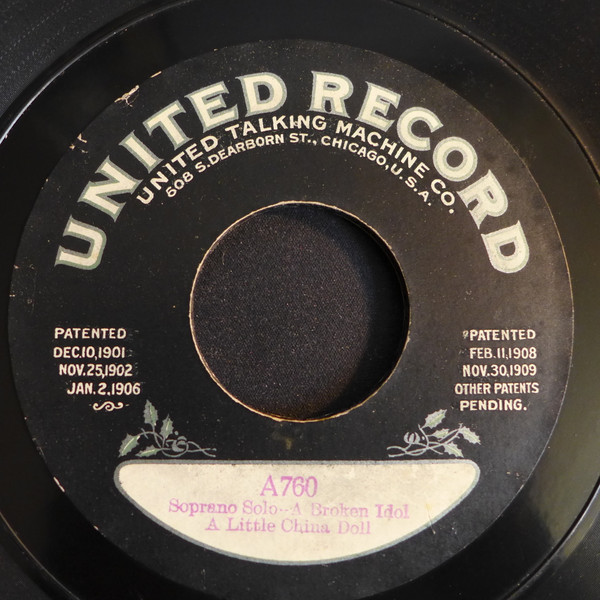 UNITED RECORD
UNITED TALKING MACHINE CO.
508 S. DEARBORN ST., CHICAGO, U.S.A.
PATENTED
DEC.10,1901
NOV.25,1902
JAN.2,1906
PATENTED
FEB.11,1908
NOV.30,1909
OTHER PATENTS
PENDING.
A760
Soprano Solo--A Broken Idol
A Little China Doll